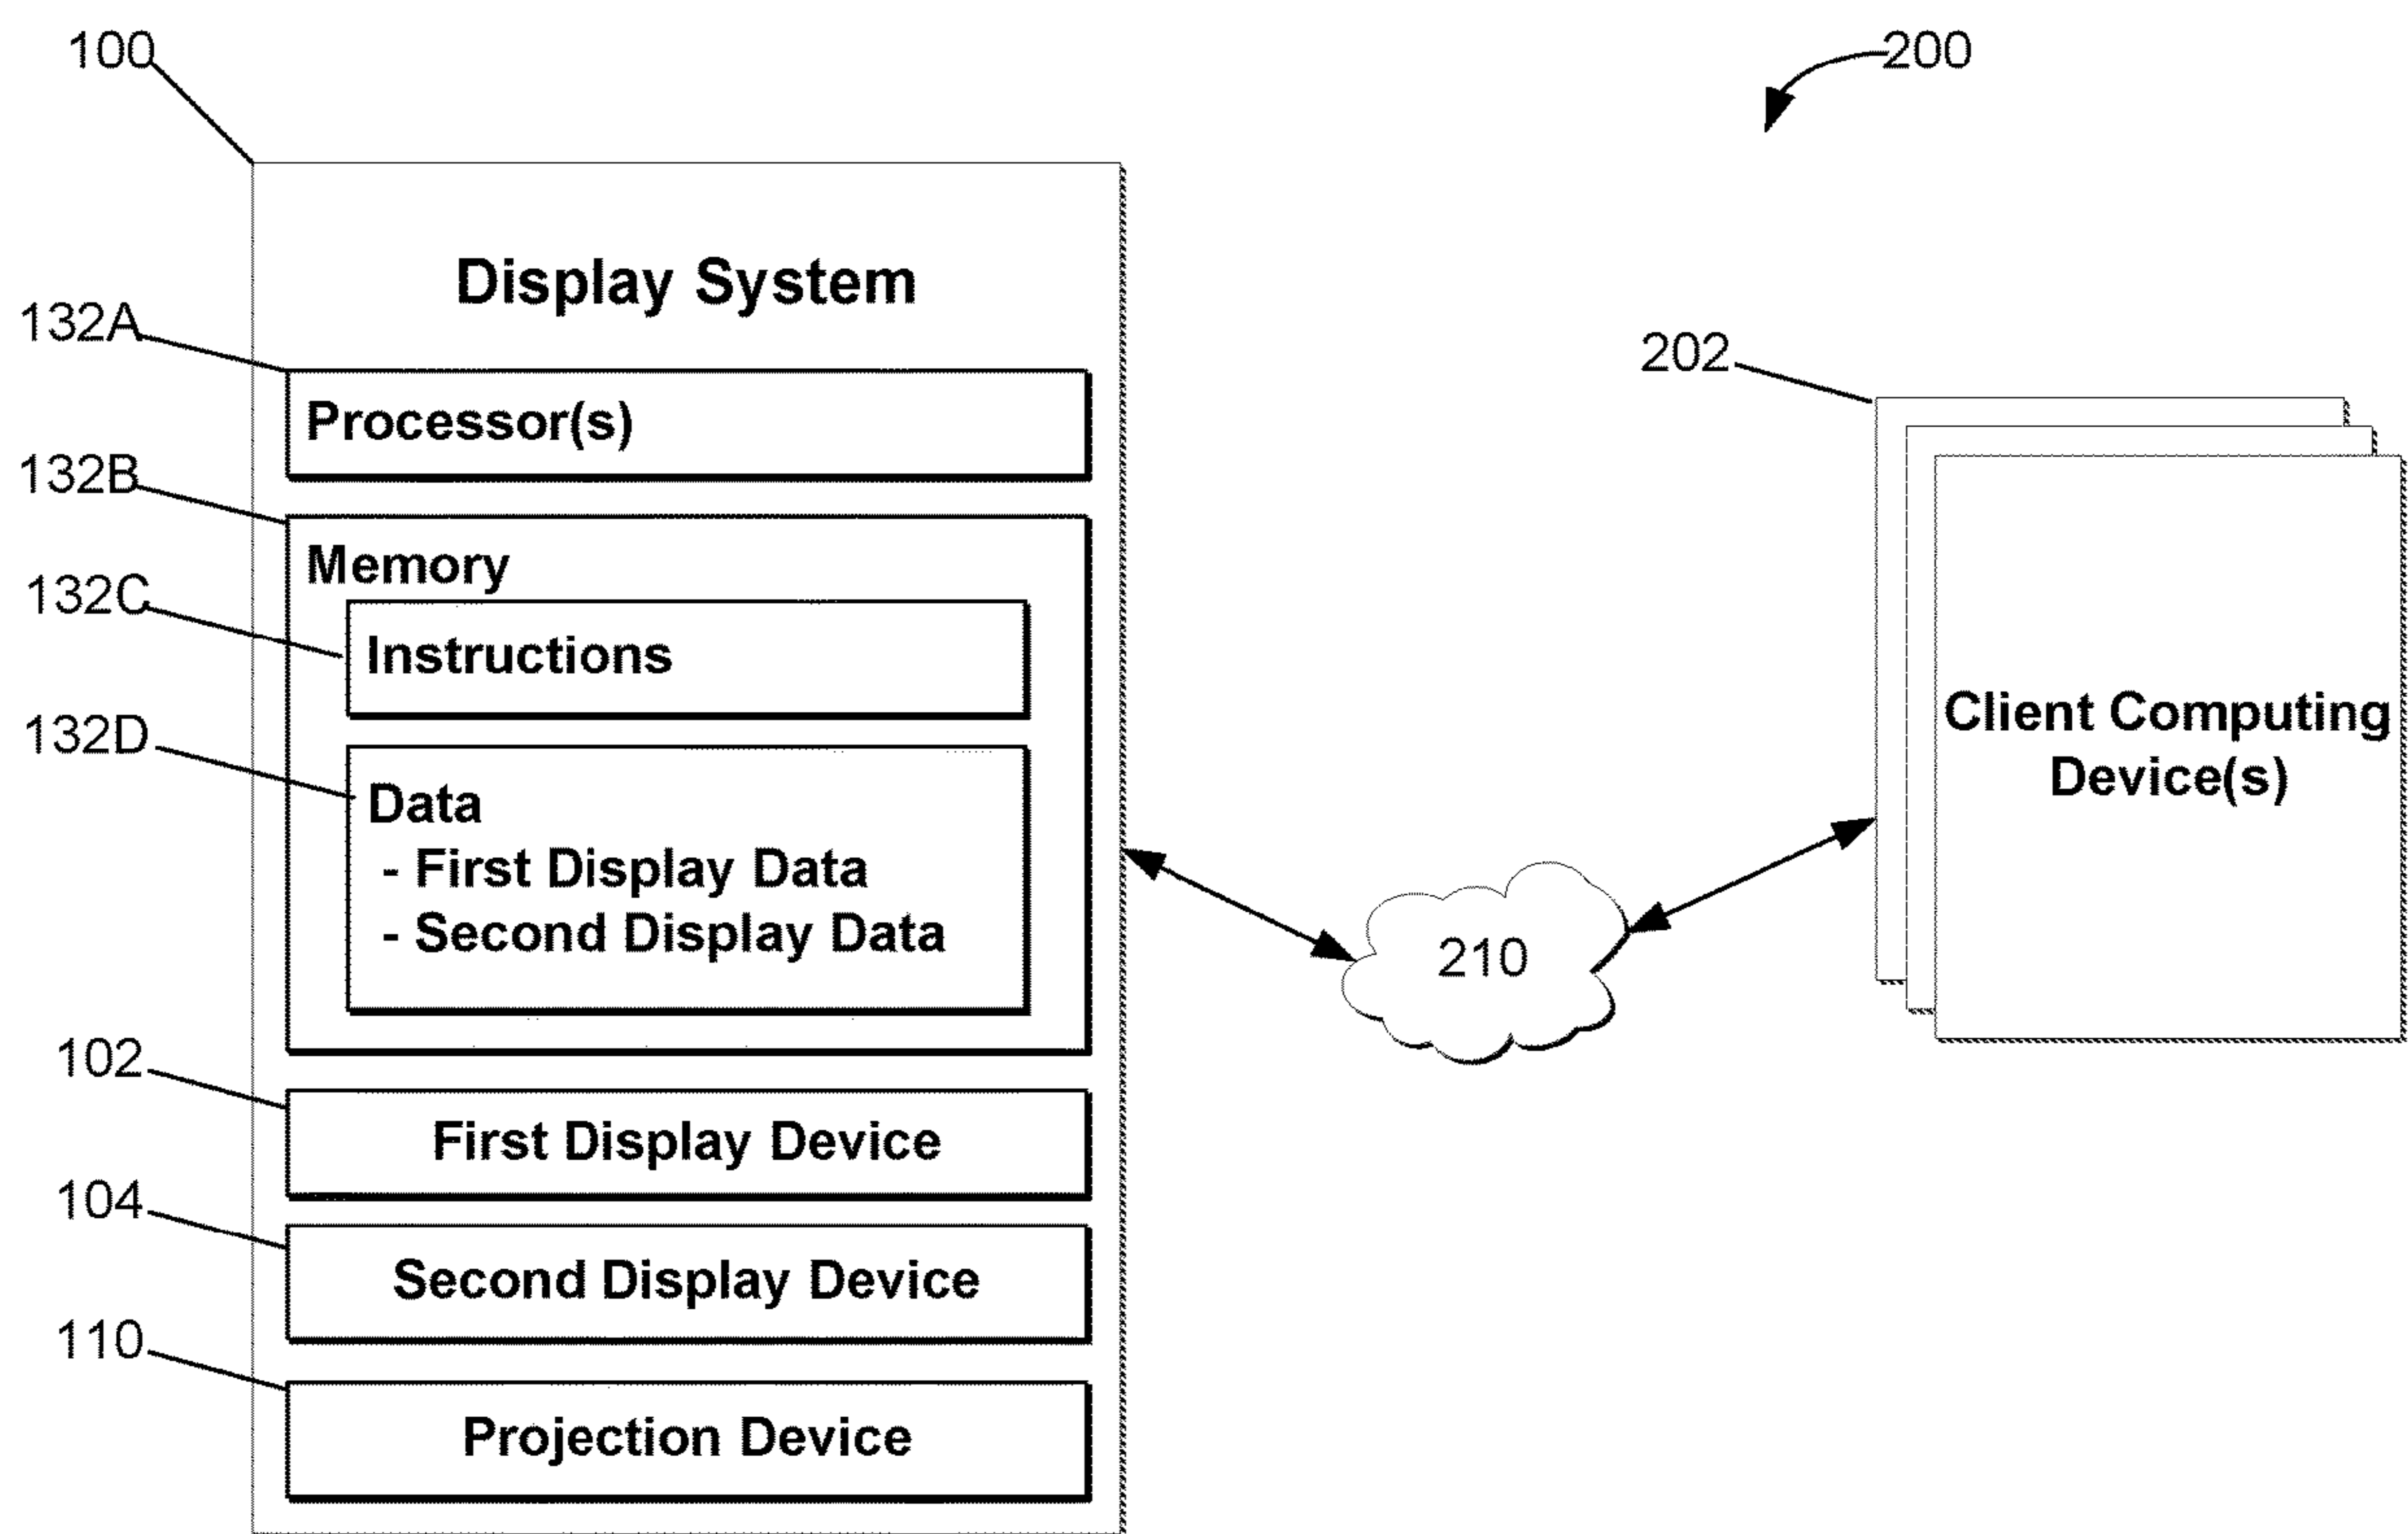 100
200
Display System
132A
Processor(s)
202
132B
Memory
132C
Instructions
132D
Data
- First Display Data
- Second Display Data
Client Computing
Device(s)
210
102
First Display Device
104
Second Display Device
110
Projection Device